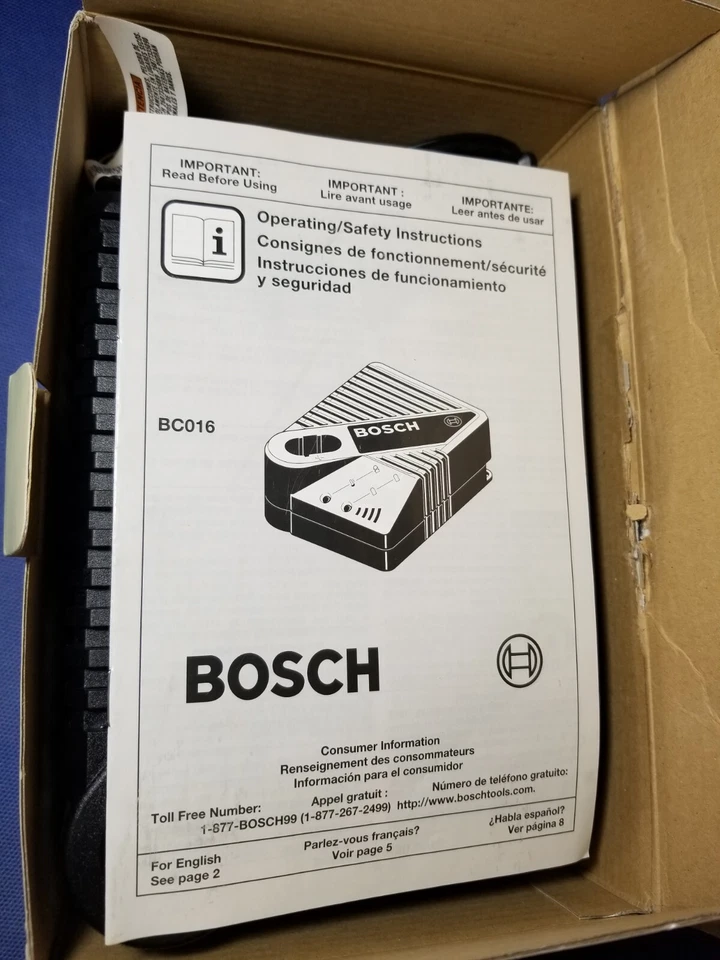 IMPORTANT:
Read Before Using
IMPORTANT :
Lire avant usage
IMPORTANTE:
Leer antes de usar
i
Operating/Safety Instructions
Consignes de fonctionnement/sécurité
Instrucciones de funcionamiento
y seguridad
BC016
BOSCH
BOSCH
Consumer Information
Renseignement des consommateurs
Información para el consumidor
Toll Free Number:
Appel gratuit :
Número de teléfono gratuito:
1-877-BOSCH99 (1-877-267-2499) http://www.boschtools.com.
For English
See page 2
Parlez-vous français?
Voir page 5
¿Habla español?
Ver página 8